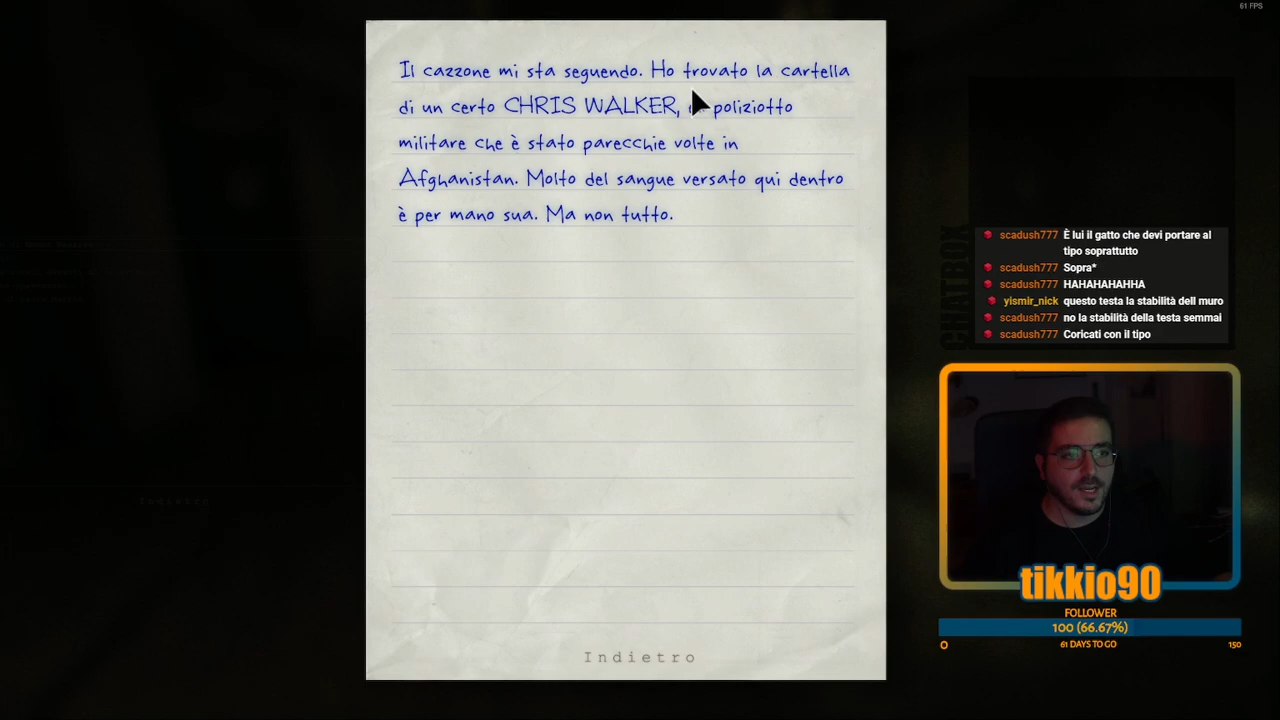 61 FPS
Il cazzone mi sta seguendo. Ho trovato la cartella
di un certo CHRIS WALKER, poliziotto
militare che è stato parecchie volte in
Afghanistan. Molto del sangue versato qui dentro
è per mano sua. Ma non tutto.
Indietro
Indietro
CHATBOX
scadush777 È lui il gatto che devi portare al
tipo soprattutto
scadush777 Sopra*
scadush777 HAHAHAHAHHA
yismir_nick questo testa la stabilità dell muro
scadush777 no la stabilità della testa semmai
scadush777 Coricati con il tipo
tikkio90
FOLLOWER
100 (66.67%)
0 61 DAYS TO GO 150